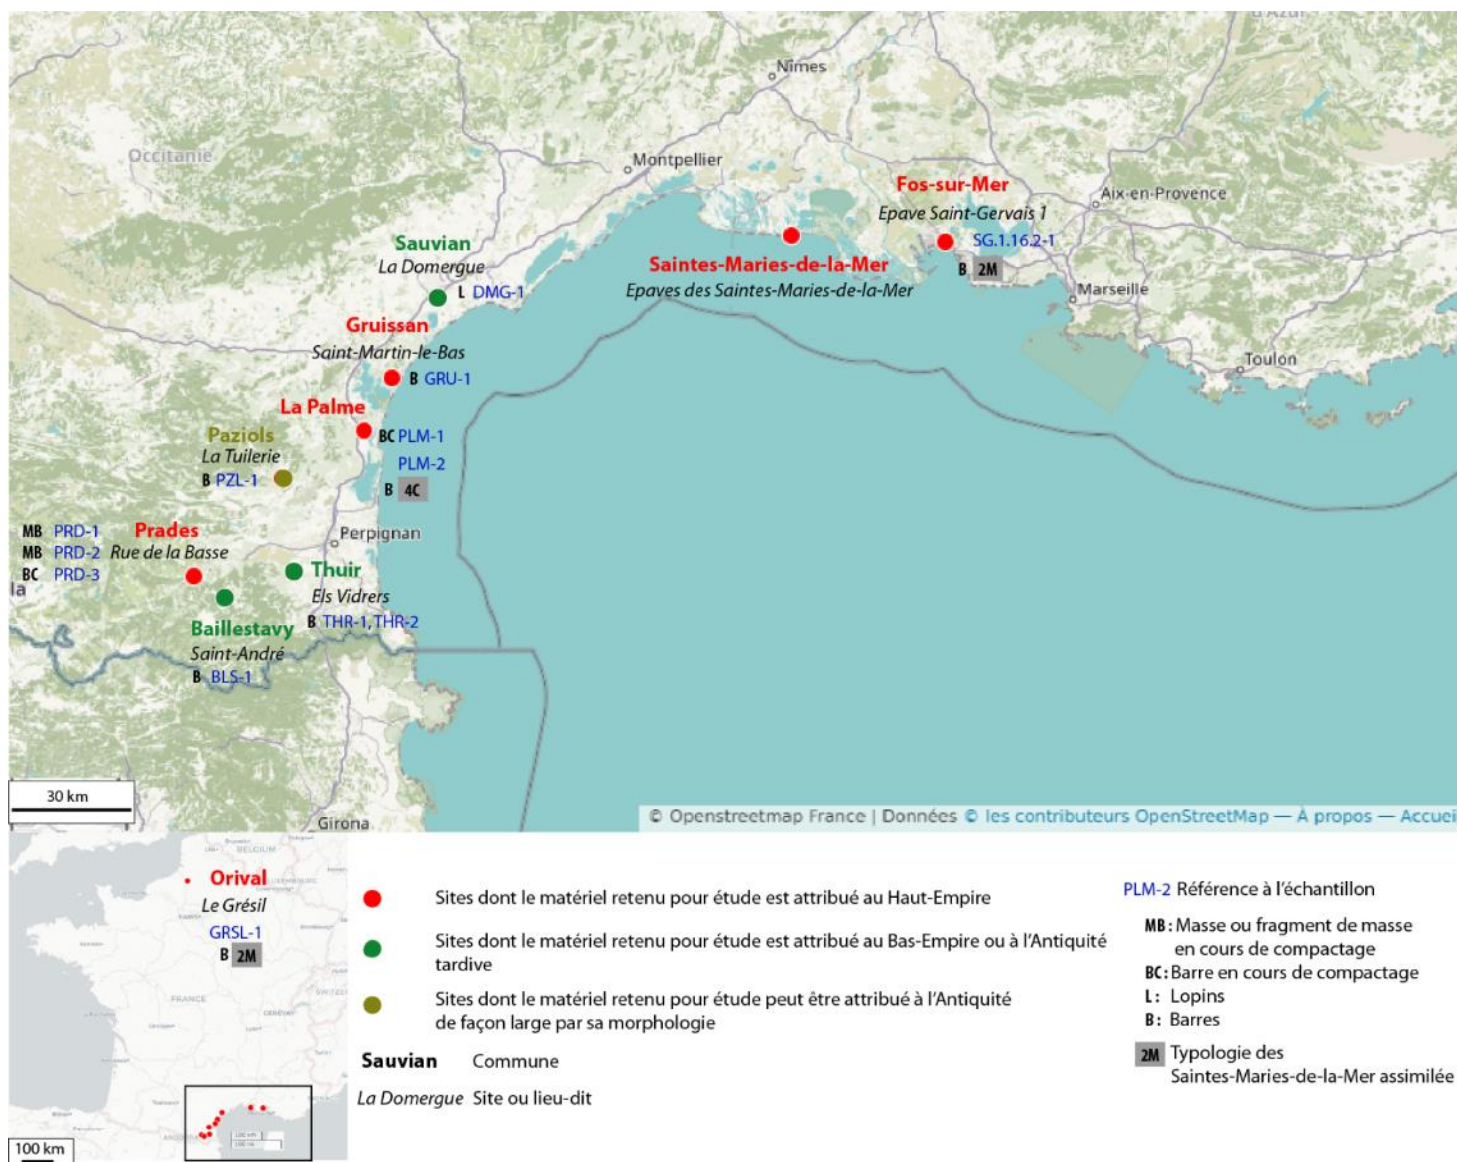 d'Azur
Nîmes
Occitanie
Montpellier
Fos-sur-Mer
Aix-en-Provence
Epave Saint-Gervais 1
SG.1.16.2-1
B 2M
Sauvian
La Domergue
L DMG-1
Saintes-Maries-de-la-Mer
Epaves des Saintes-Maries-de-la-Mer
Marseille
Gruissan
Saint-Martin-le-Bas
B GRU-1
Toulon
La Palme
BC PLM-1
PLM-2
B 4C
Paziols
La Tuilerie
B PZL-1
MB PRD-1
MB PRD-2
BC PRD-3
Prades
Rue de la Basse
la
Perpignan
Thuir
Els Vidrers
B THR-1, THR-2
Baillestavy
Saint-André
B BLS-1
30 km
Girona
© Openstreetmap France | Données © les contributeurs OpenStreetMap — À propos — Accuei
BELGIUM
Orival
Le Grésil
GRSL-1
B 2M
FRANCE
100 km
Sites dont le matériel retenu pour étude est attribué au Haut-Empire
Sites dont le matériel retenu pour étude est attribué au Bas-Empire ou à l'Antiquité
tardive
Sites dont le matériel retenu pour étude peut être attribué à l'Antiquité
de façon large par sa morphologie
Sauvian Commune
La Domergue Site ou lieu-dit
PLM-2 Référence à l'échantillon
MB: Masse ou fragment de masse
en cours de compactage
BC: Barre en cours de compactage
L: Lopins
B: Barres
2M Typologie des
Saintes-Maries-de-la-Mer assimilée